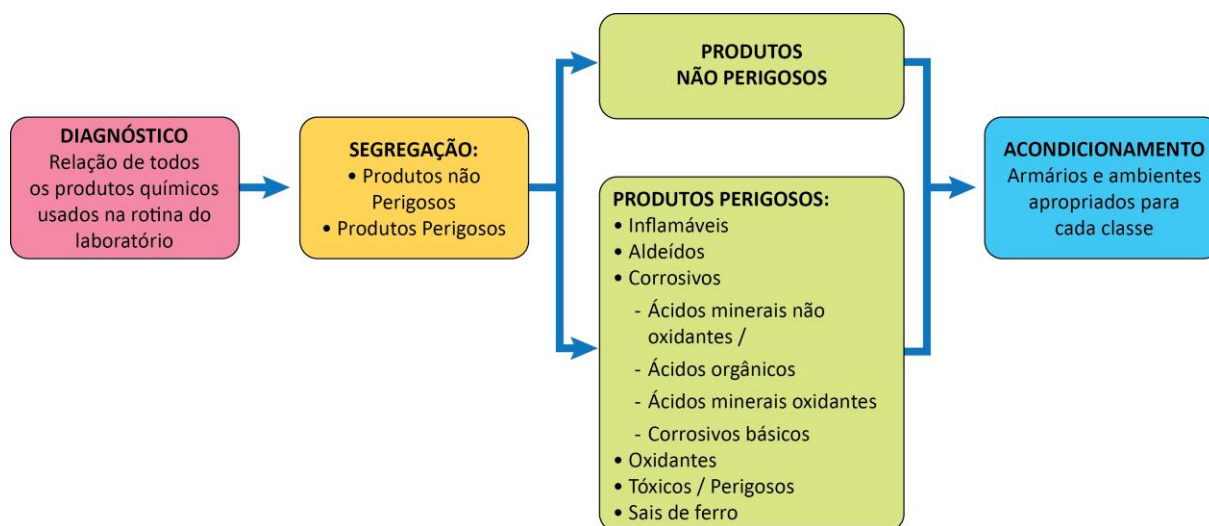 DIAGNÓSTICO
Relação de todos
os produtos químicos
usados na rotina do
laboratório
SEGREGAÇÃO:
• Produtos não
Perigosos
• Produtos Perigosos
PRODUTOS
NÃO PERIGOSOS
PRODUTOS PERIGOSOS:
• Inflamáveis
• Aldeídos
• Corrosivos
- Ácidos minerais não
oxidantes /
- Ácidos orgânicos
- Ácidos minerais oxidantes
- Corrosivos básicos
• Oxidantes
• Tóxicos / Perigosos
• Sais de ferro
ACONDICIONAMENTO
Armários e ambientes
apropriados para
cada classe